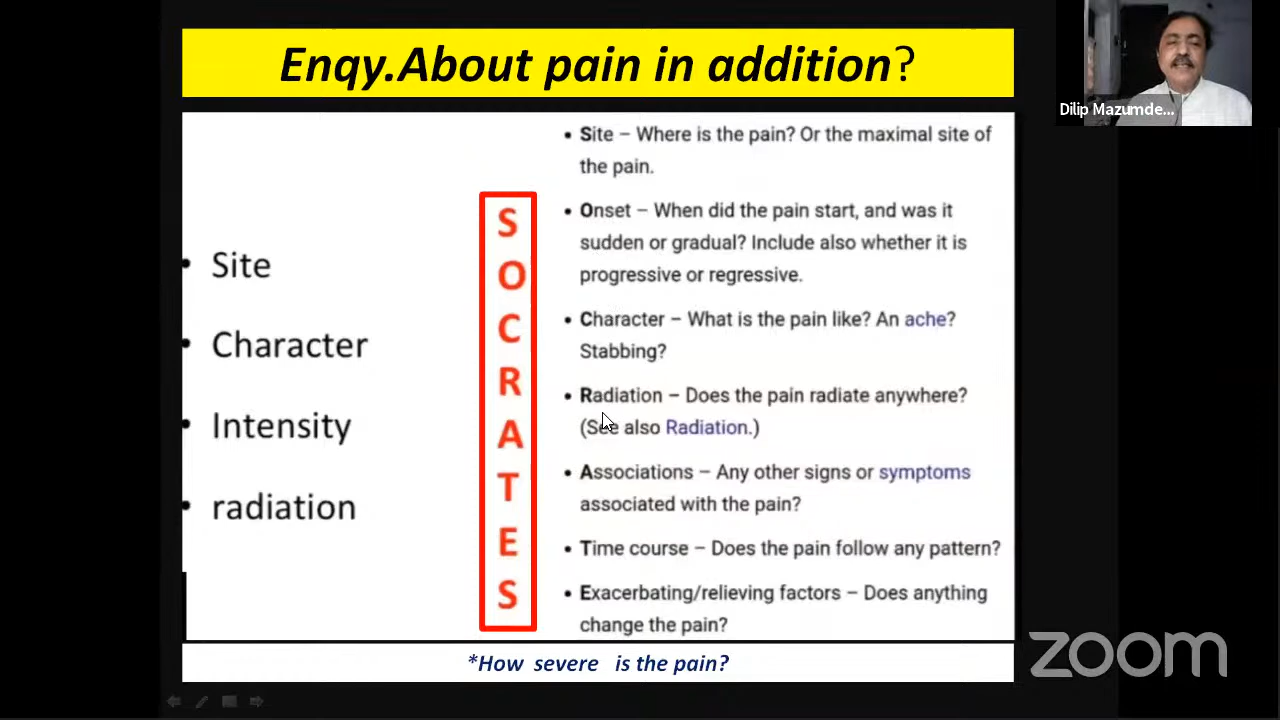 Enqy.About pain in addition?
Dilip Mazumde...
• Site
• Character
• Intensity
• radiation
S
O
C
R
A
T
E
S
• Site – Where is the pain? Or the maximal site of
the pain.
• Onset – When did the pain start, and was it
sudden or gradual? Include also whether it is
progressive or regressive.
• Character – What is the pain like? An ache?
Stabbing?
• Radiation – Does the pain radiate anywhere?
(See also Radiation.)
• Associations – Any other signs or symptoms
associated with the pain?
• Time course – Does the pain follow any pattern?
• Exacerbating/relieving factors – Does anything
change the pain?
*How severe is the pain?
zoom